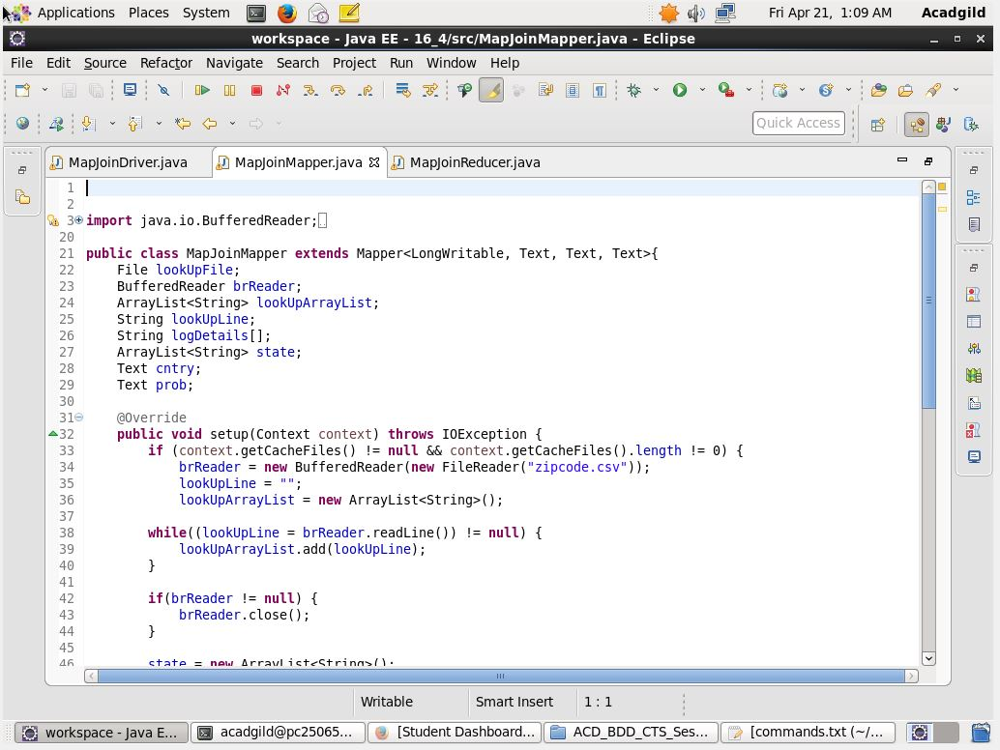 Applications Places System Fri Apr 21, 1:09 AM Acadgild
workspace - Java EE - 16_4/src/MapJoinMapper.java - Eclipse
File Edit Source Refactor Navigate Search Project Run Window Help
Quick Access
MapJoinDriver.java MapJoinMapper.java MapJoinReducer.java
1
2
3 import java.io.BufferedReader;
20
21 public class MapJoinMapper extends Mapper<LongWritable, Text, Text, Text>{
22 File lookUpFile;
23 BufferedReader brReader;
24 ArrayList<String> lookUpArrayList;
25 String lookUpLine;
26 String logDetails[];
27 ArrayList<String> state;
28 Text cntry;
29 Text prob;
30
31 @Override
32 public void setup(Context context) throws IOException {
33 if (context.getCacheFiles() != null && context.getCacheFiles().length != 0) {
34 brReader = new BufferedReader(new FileReader("zipcode.csv"));
35 lookUpLine = "";
36 lookUpArrayList = new ArrayList<String>();
37
38 while((lookUpLine = brReader.readLine()) != null) {
39 lookUpArrayList.add(lookUpLine);
40 }
41
42 if(brReader != null) {
43 brReader.close();
44 }
45
46 state = new ArrayList<String>();
Writable Smart Insert 1 : 1
workspace - Java E... acadgild@pc25065... [Student Dashboard... ACD_BDD_CTS_Ses... [commands.txt (~/...